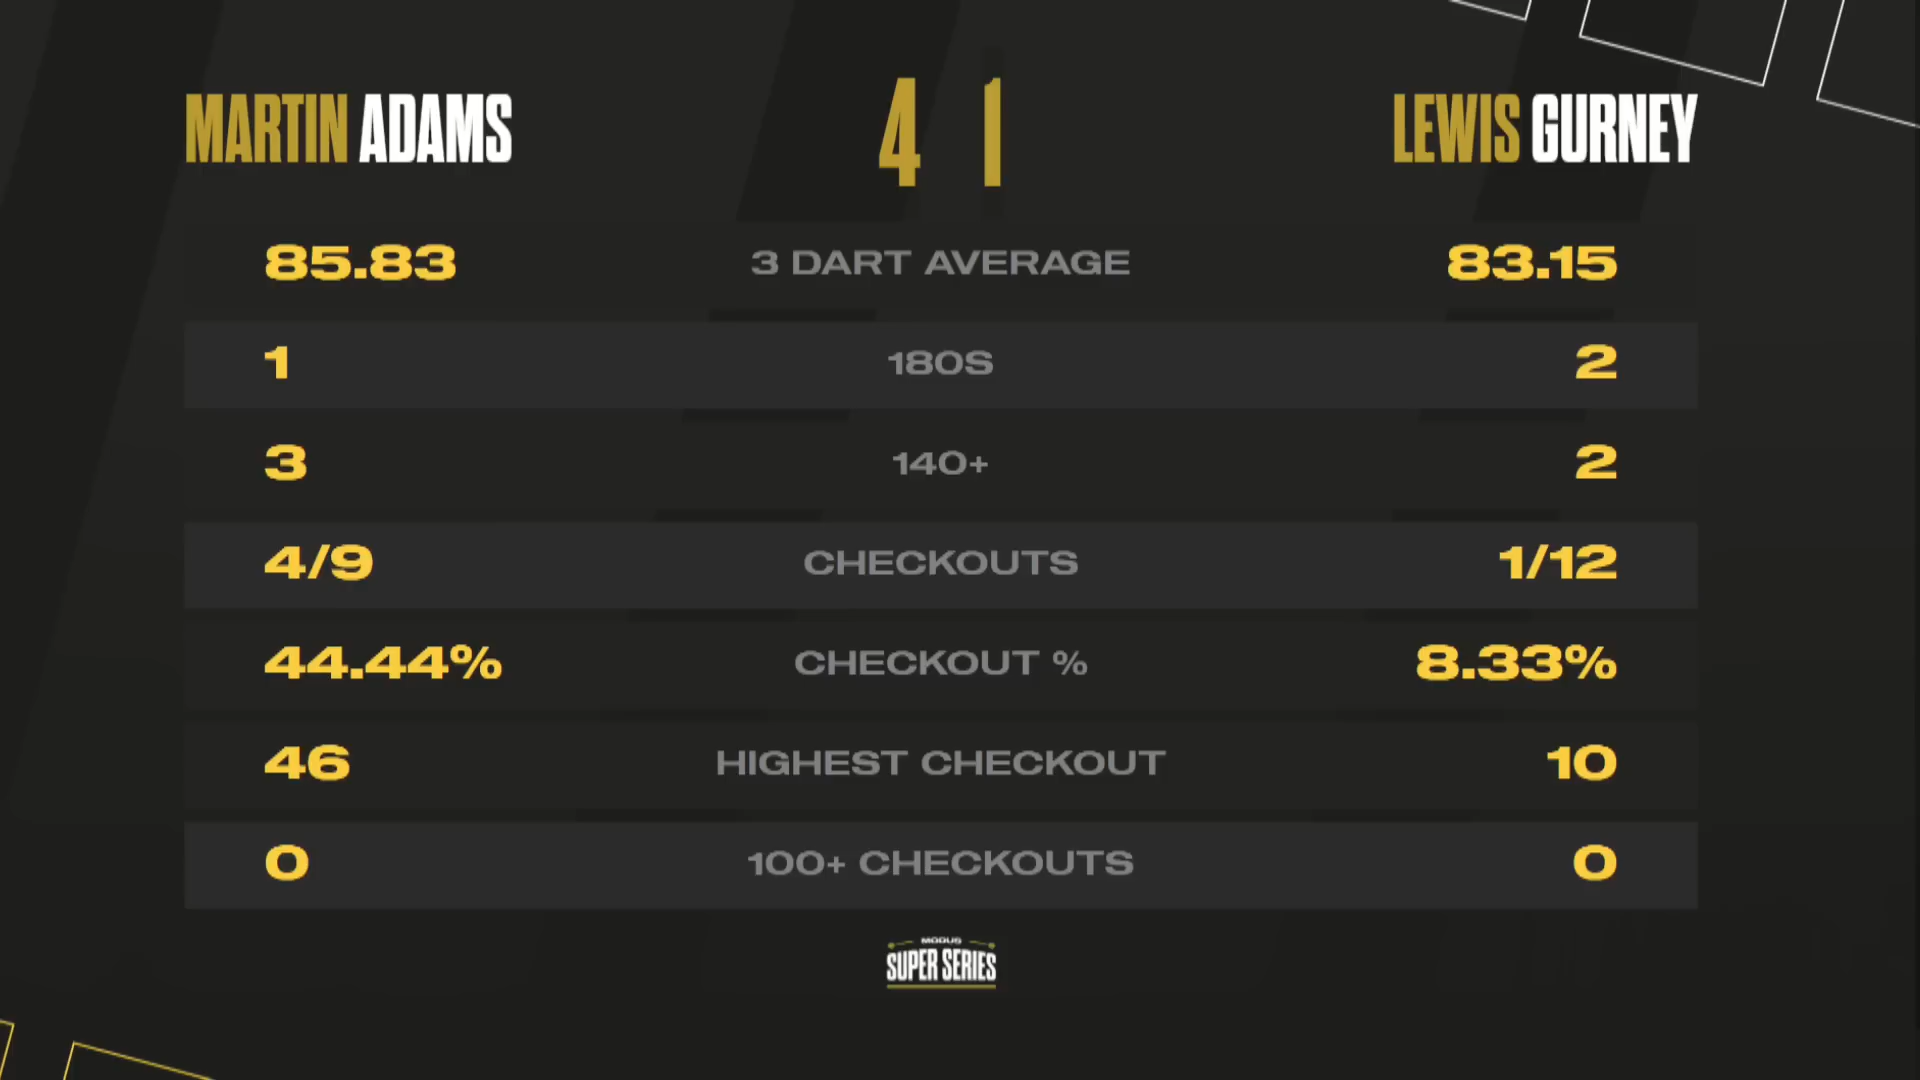 MARTIN ADAMS 4 1 LEWIS GURNEY
85.83 3 DART AVERAGE 83.15
1 180S 2
3 140+ 2
4/9 CHECKOUTS 1/12
44.44% CHECKOUT % 8.33%
46 HIGHEST CHECKOUT 10
0 100+ CHECKOUTS 0
MODUS
SUPER SERIES